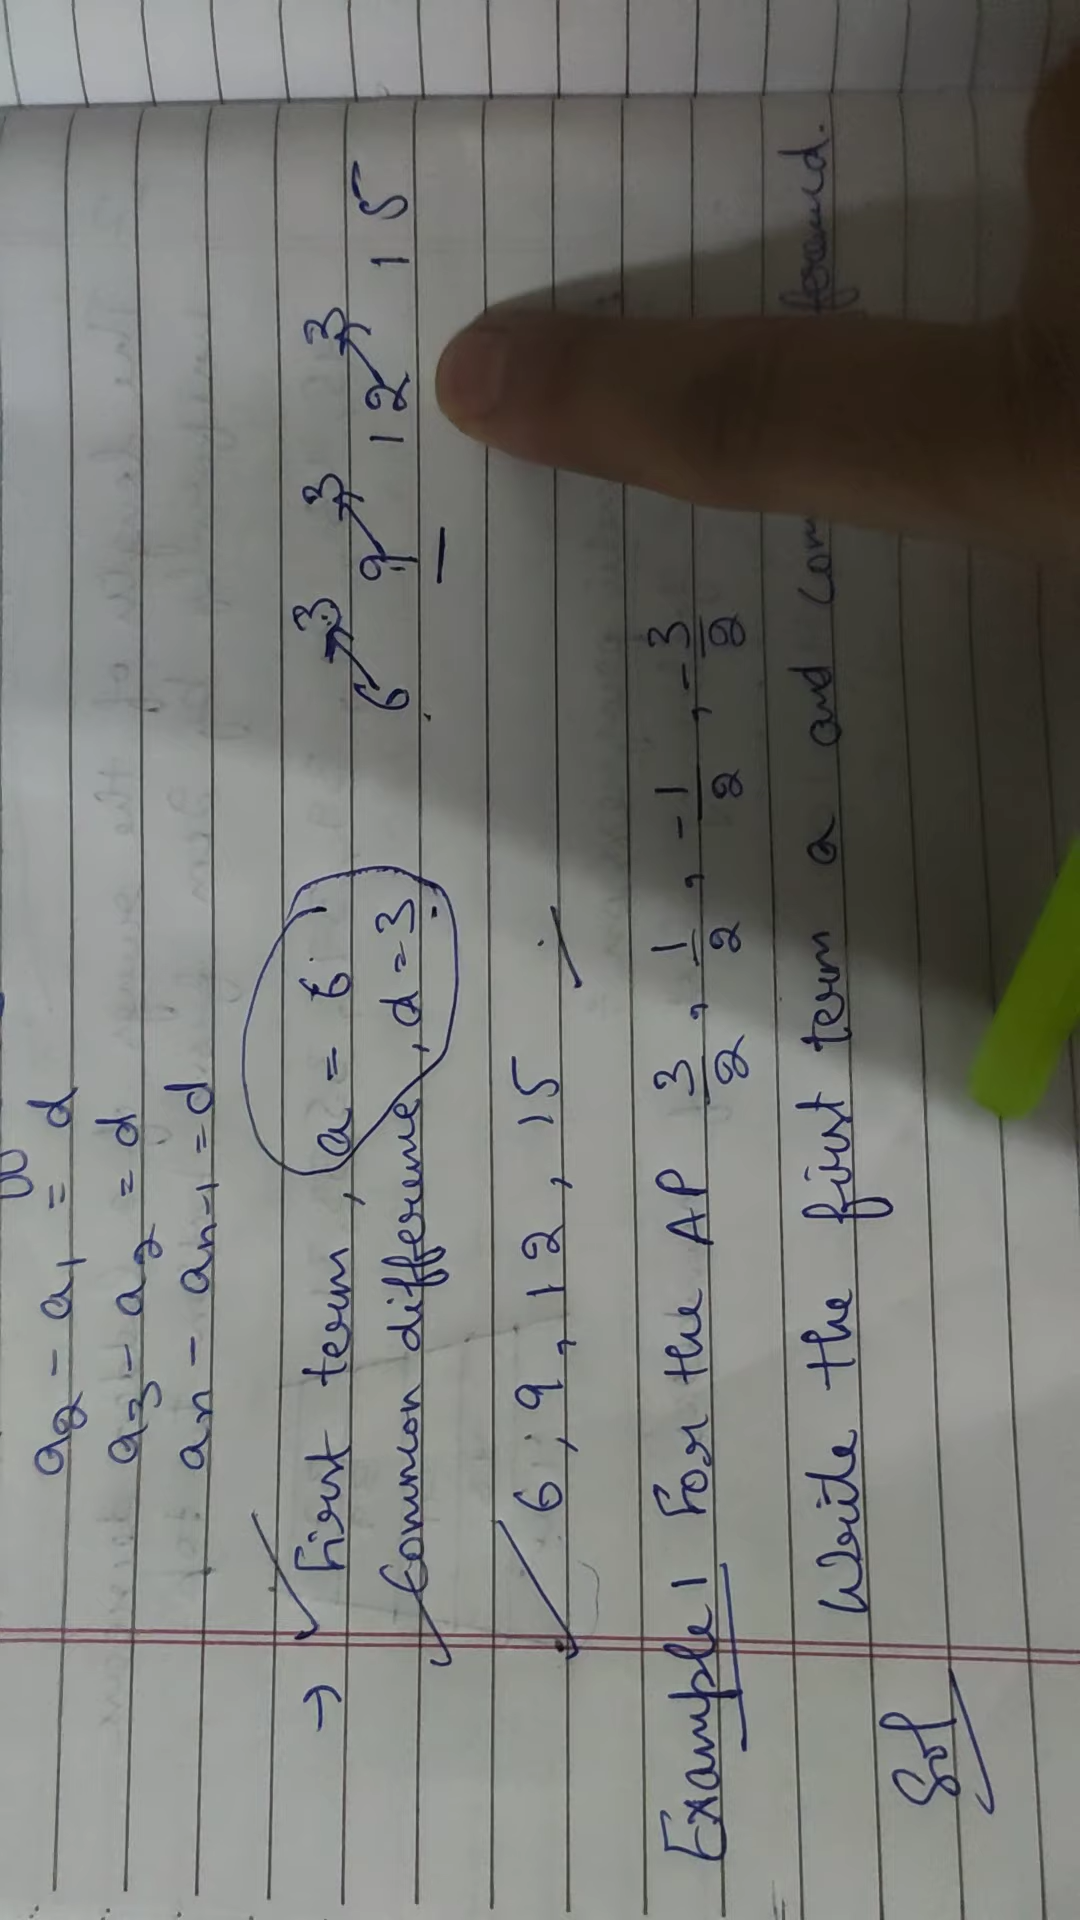 a2 - a1 = d
a3 - a2 = d
an - an-1 = d
→ First term, a = 6
Common difference, d = 3
3 3 3
6 9 12 15
6, 9, 12, 15
Example 1 For the AP 3/2, 1/2, -1/2, -3/2
Write the first term a and
Sol